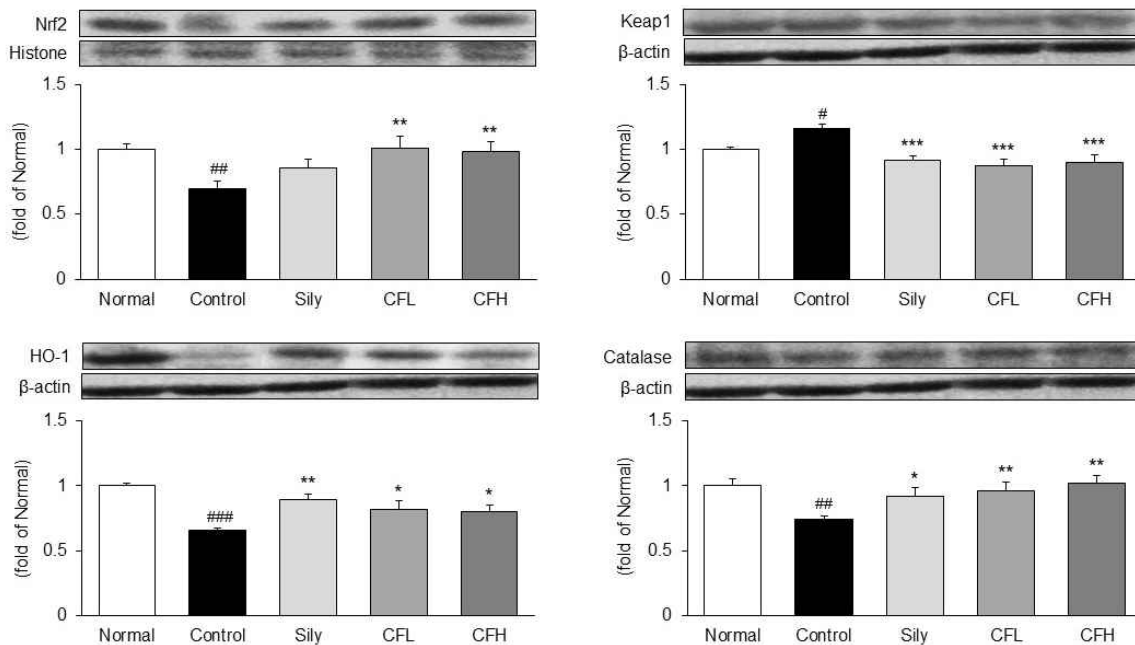 Nrf2
Histone
(fold of Normal)
1.5
1
0.5
0
**
**
##
Normal Control Sily CFL CFH
Keap1
β-actin
(fold of Normal)
1.5
1
0.5
0
#
***
***
***
Normal Control Sily CFL CFH
HO-1
β-actin
(fold of Normal)
1.5
1
0.5
0
###
**
*
*
Normal Control Sily CFL CFH
Catalase
β-actin
(fold of Normal)
1.5
1
0.5
0
##
*
**
**
Normal Control Sily CFL CFH